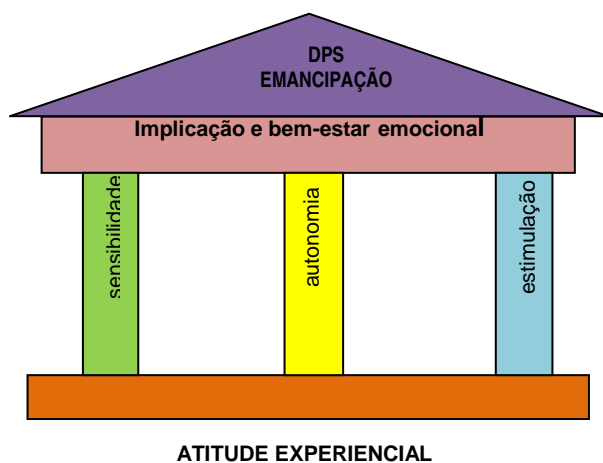 DPS
EMANCIPAÇÃO
Implicação e bem-estar emocional
sensibilidade
autonomia
estimulação
ATITUDE EXPERIENCIAL